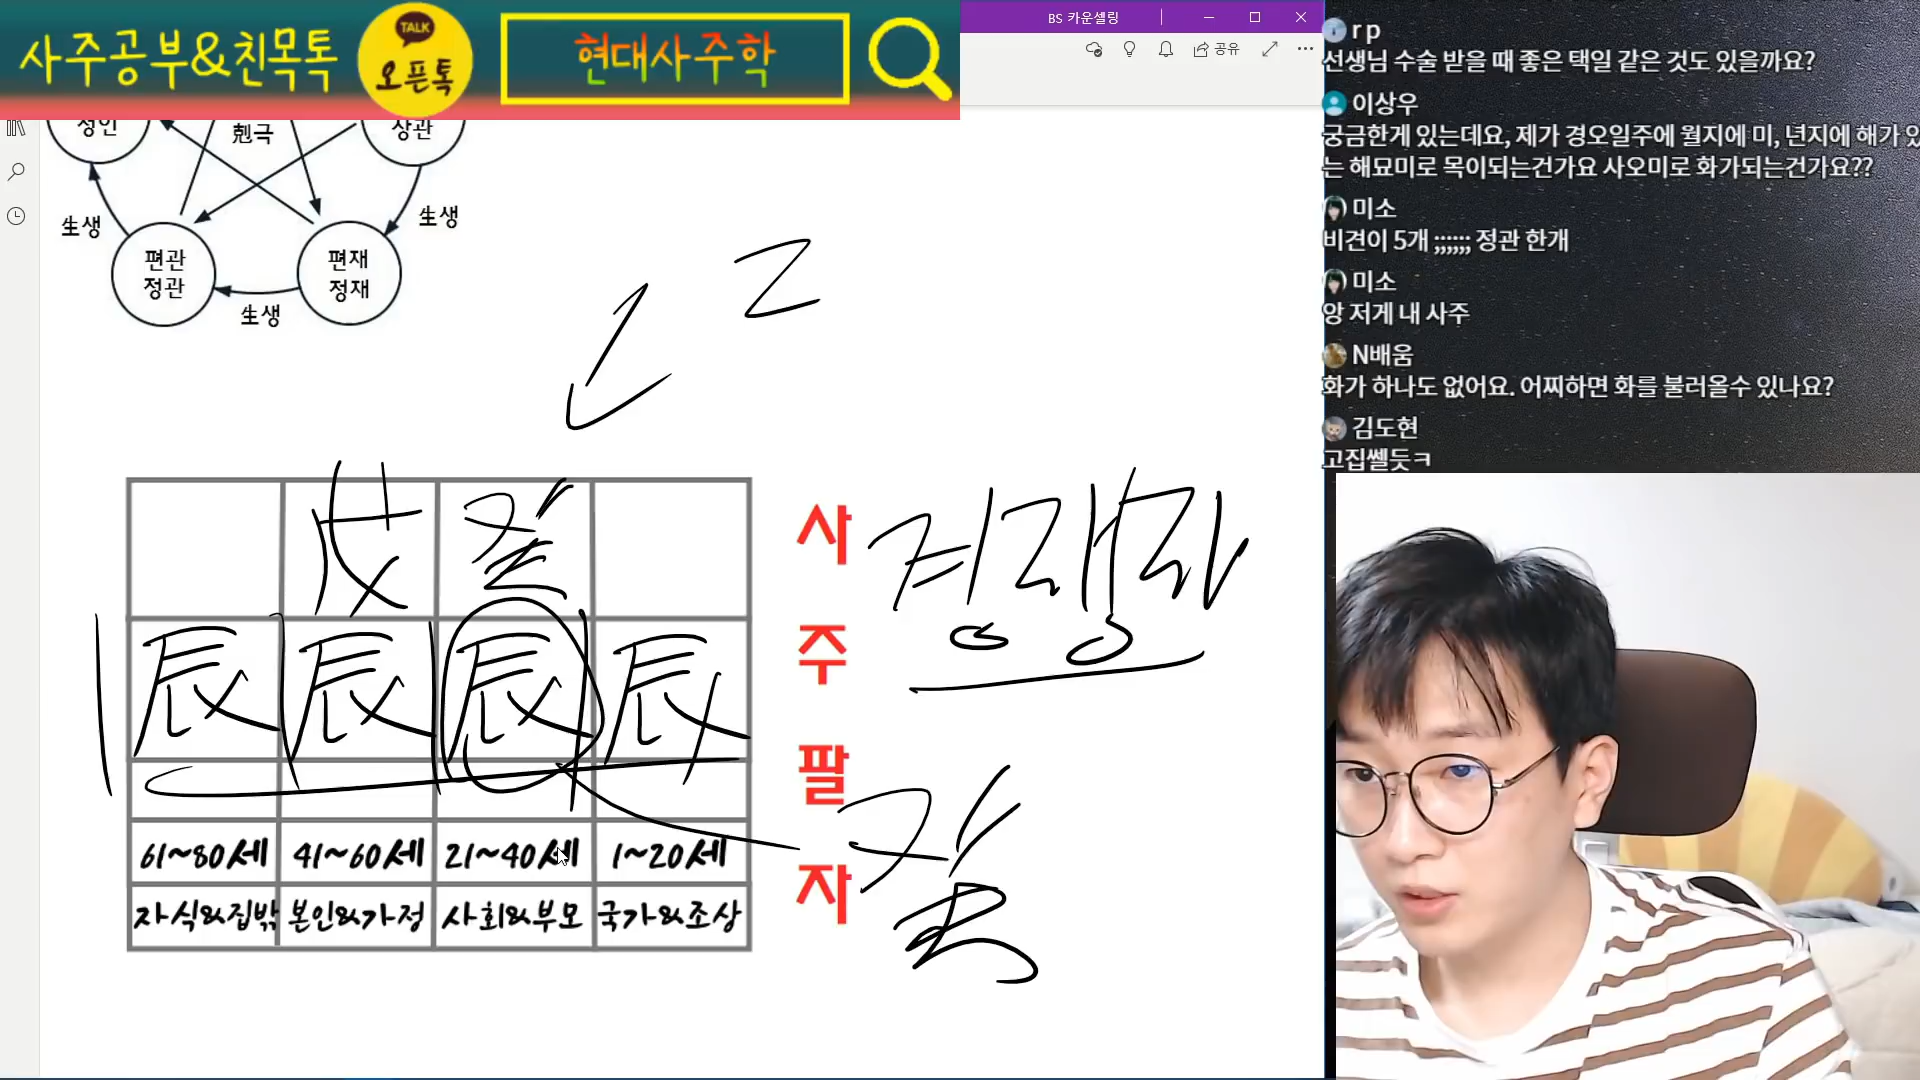 사주공부&친목톡
TALK
오픈톡
현대사주학
BS 카운셀링
공유
정인
剋극
상관
生생
生생
편관
정관
편재
정재
生생
乙
戊
辰 辰 辰 辰
61~80세 41~60세 21~40세 1~20세
자식&집밖 본인&가정 사회&부모 국가&조상
사
주
팔
자
r p
선생님 수술 받을 때 좋은 택일 같은 것도 있을까요?
이상우
궁금한게 있는데요, 제가 경오일주에 월지에 미, 년지에 해가 있
는 해묘미로 목이되는건가요 사오미로 화가되는건가요??
미소
비견이 5개 ;;;;;; 정관 한개
미소
앙 저게 내 사주
N배움
화가 하나도 없어요. 어찌하면 화를 불러올수 있나요?
김도현
고집쎌듯ㅋ